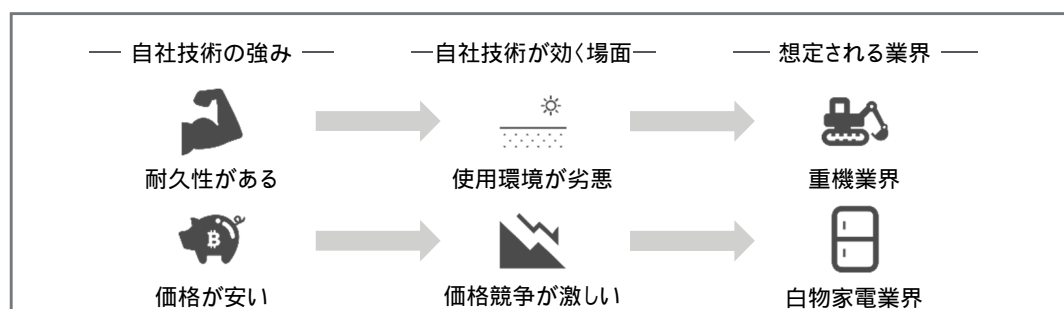 自社技術の強み
自社技術が効く場面
想定される業界
耐久性がある
使用環境が劣悪
重機業界
B
価格が安い
価格競争が激しい
白物家電業界